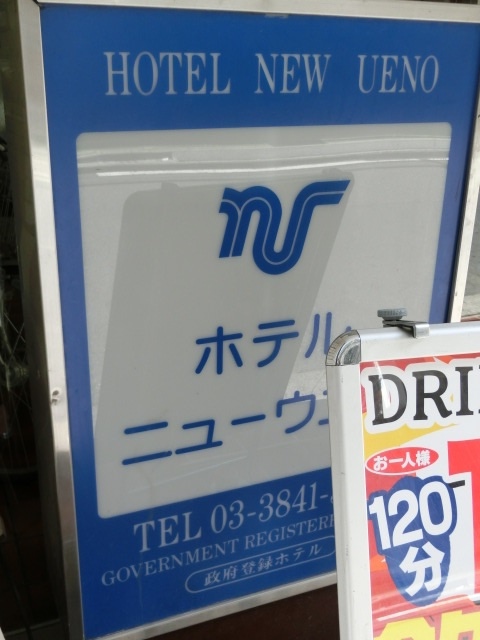 HOTEL NEW UENO
ホテル
ニューウ
TEL 03-3841-
GOVERNMENT REGISTERE
政府登録ホテル
DRI
お一人様
120
分